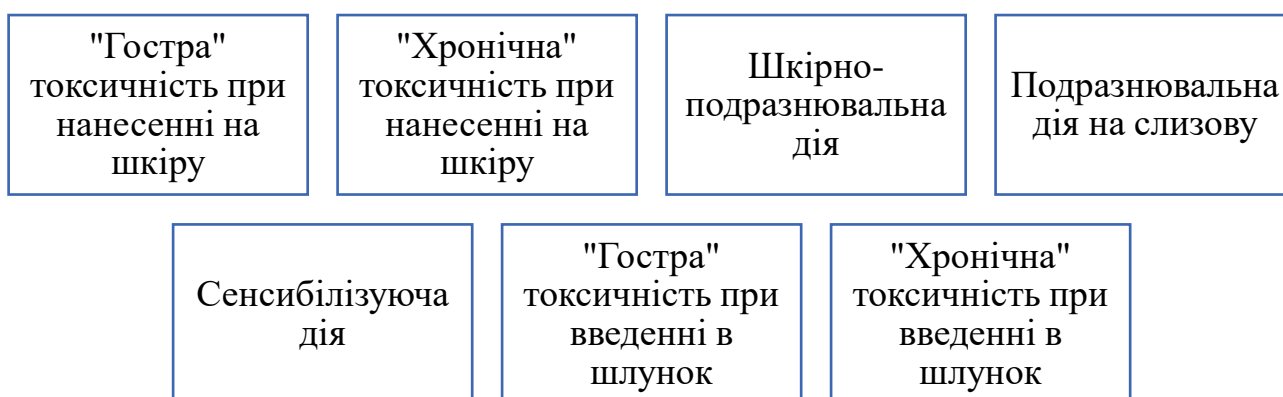 "Гостра"
токсичність при
нанесенні на
шкіру
"Хронічна"
токсичність при
нанесенні на
шкіру
Шкірно-
подразнювальна
дія
Подразнювальна
дія на слизову
Сенсибілізуюча
дія
"Гостра"
токсичність при
введенні в
шлунок
"Хронічна"
токсичність при
введенні в
шлунок